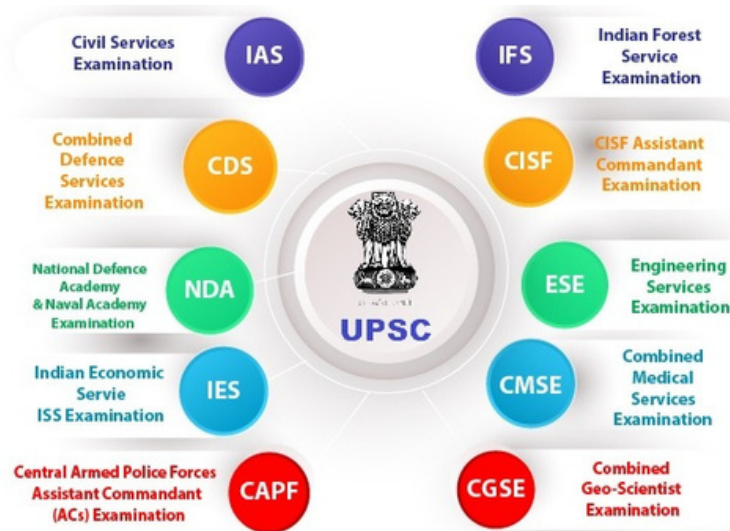 Civil Services
Examination
IAS
IFS
Indian Forest
Service
Examination
Combined
Defence
Services
Examination
CDS
CISF
CISF Assistant
Commandant
Examination
National Defence
Academy
& Naval Academy
Examination
NDA
UPSC
ESE
Engineering
Services
Examination
Indian Economic
Servie
ISS Examination
IES
CMSE
Combined
Medical
Services
Examination
Central Armed Police Forces
Assistant Commandant
(ACs) Examination
CAPF
CGSE
Combined
Geo-Scientist
Examination